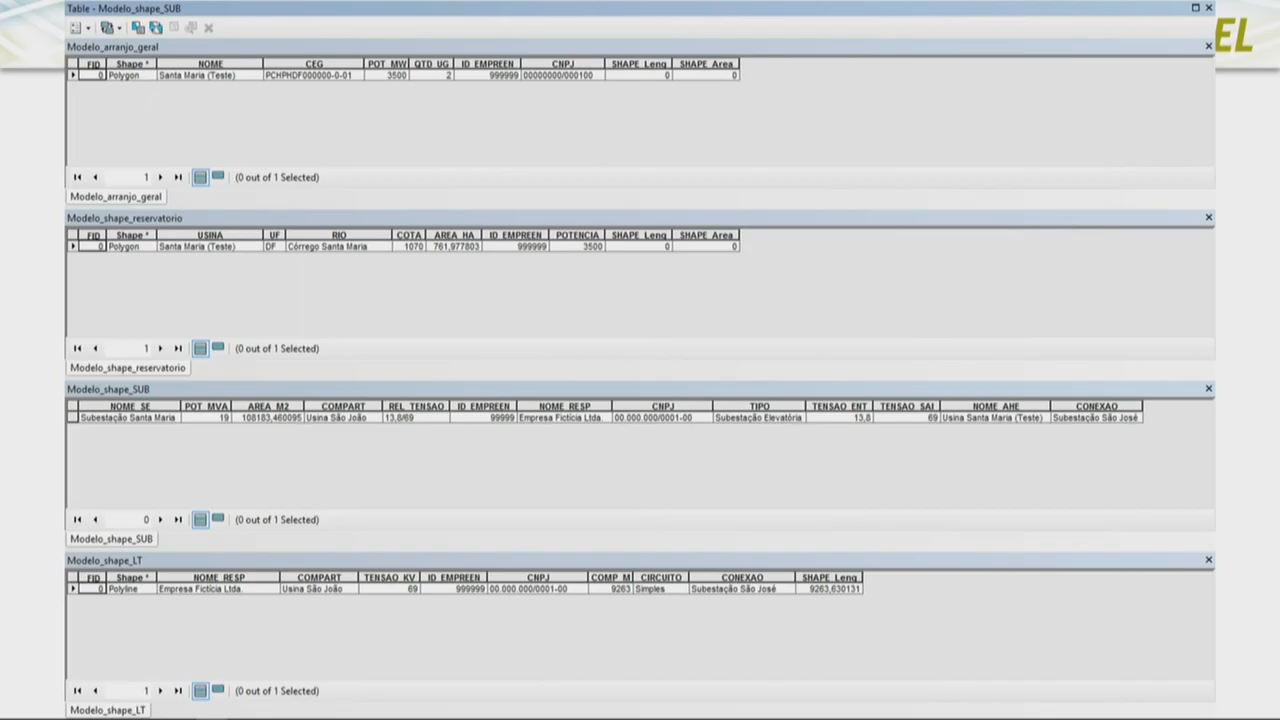 Table - Modelo_shape_SUB
EL
Modelo_arranjo_geral
FID Shape * NOME CEG POT_MW QTD_UG ID_EMPREEN CNPJ SHAPE_Leng SHAPE_Area
0 Polygon Santa Maria (Teste) PCHPHDF000000-0-01 3500 2 999999 00000000/000100 0 0
1 (0 out of 1 Selected)
Modelo_arranjo_geral
Modelo_shape_reservatorio
FID Shape * USINA UF RIO COTA AREA_HA ID_EMPREEN POTENCIA SHAPE_Leng SHAPE_Area
0 Polygon Santa Maria (Teste) DF Córrego Santa Maria 1070 761,977803 999999 3500 0 0
1 (0 out of 1 Selected)
Modelo_shape_reservatorio
Modelo_shape_SUB
NOME_SE POT_MVA AREA_M2 COMPART REL_TENSAO ID_EMPREEN NOME_RESP CNPJ TIPO TENSAO_ENT TENSAO_SAI NOME_AHE CONEXAO
Subestação Santa Maria 19 108183,460095 Usina São João 13,8/69 99999 Empresa Fictícia Ltda. 00.000.000/0001-00 Subestação Elevatória 13,8 69 Usina Santa Maria (Teste) Subestação São José
0 (0 out of 1 Selected)
Modelo_shape_SUB
Modelo_shape_LT
FID Shape * NOME_RESP COMPART TENSAO_KV ID_EMPREEN CNPJ COMP_M CIRCUITO CONEXAO SHAPE_Leng
0 Polyline Empresa Fictícia Ltda. Usina São João 69 999999 00.000.000/0001-00 9263 Simples Subestação São José 9263,630131
1 (0 out of 1 Selected)
Modelo_shape_LT